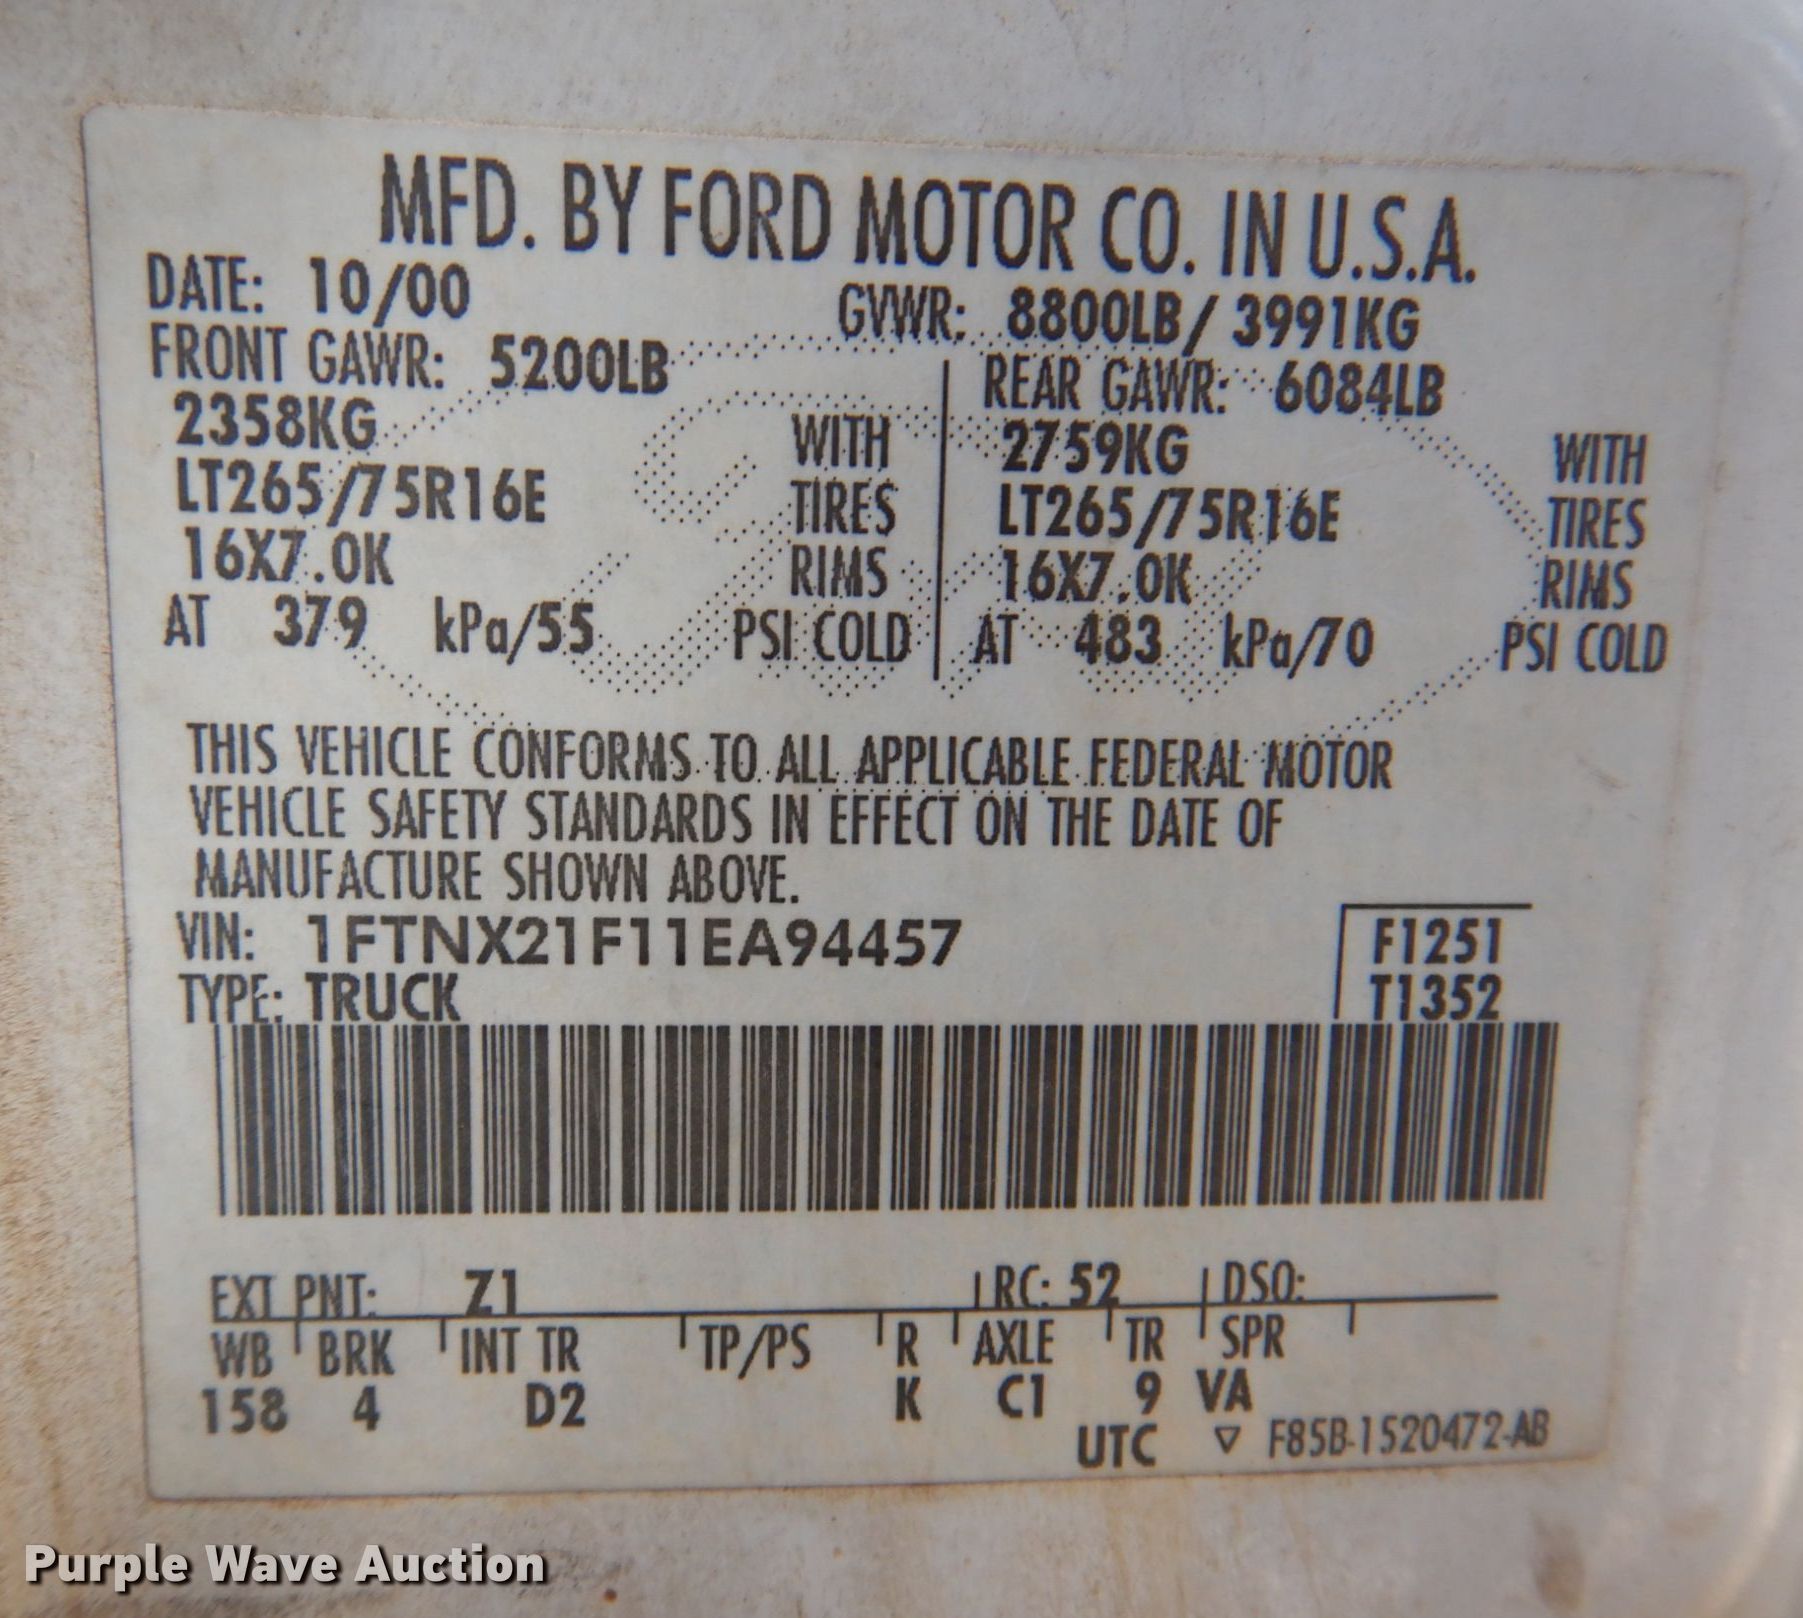 MFD. BY FORD MOTOR CO. IN U.S.A.
DATE: 10/00 GVWR: 8800LB/ 3991KG
FRONT GAWR: 5200LB REAR GAWR: 6084LB
2358KG WITH 2759KG WITH
LT265/75R16E TIRES LT265/75R16E TIRES
16X7.0K RIMS 16X7.0K RIMS
AT 379 kPa/55 PSI COLD AT 483 kPa/70 PSI COLD
THIS VEHICLE CONFORMS TO ALL APPLICABLE FEDERAL MOTOR
VEHICLE SAFETY STANDARDS IN EFFECT ON THE DATE OF
MANUFACTURE SHOWN ABOVE.
VIN: 1FTNX21F11EA94457 F1251
TYPE: TRUCK T1352
EXT PNT: Z1 RC: 52 DSO:
WB BRK INT TR TP/PS R AXLE TR SPR
158 4 D2 K C1 9 VA
UTC ▽ F85B-1520472-AB
Purple Wave Auction